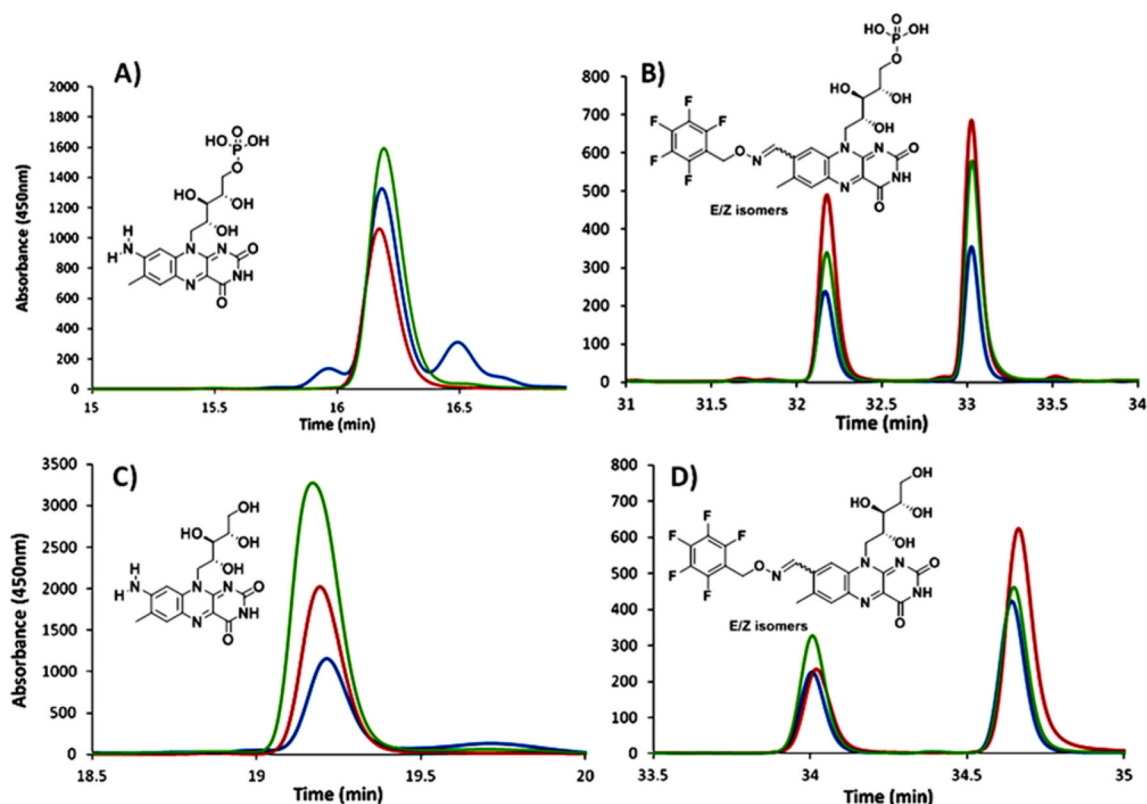 A)
Absorbance (450nm)
2000
1800
1600
1400
1200
1000
800
600
400
200
0
15
15.5
16
16.5
Time (min)
O
HO-P-OH
O
HO
OH
OH
H
H-N
N
N
O
N
NH
O
B)
800
700
600
500
400
300
200
100
0
31
31.5
32
32.5
33
33.5
34
Time (min)
O
OH-P-OH
O
HO
OH
OH
F
F
F
F
F
O
N
N
N
O
N
NH
O
E/Z isomers
C)
Absorbance (450nm)
3500
3000
2500
2000
1500
1000
500
0
18.5
19
19.5
20
Time (min)
OH
HO
OH
OH
H
H-N
N
N
O
N
NH
O
D)
800
700
600
500
400
300
200
100
0
33.5
34
34.5
35
Time (min)
OH
HO
OH
OH
F
F
F
F
F
O
N
N
N
O
N
NH
O
E/Z isomers